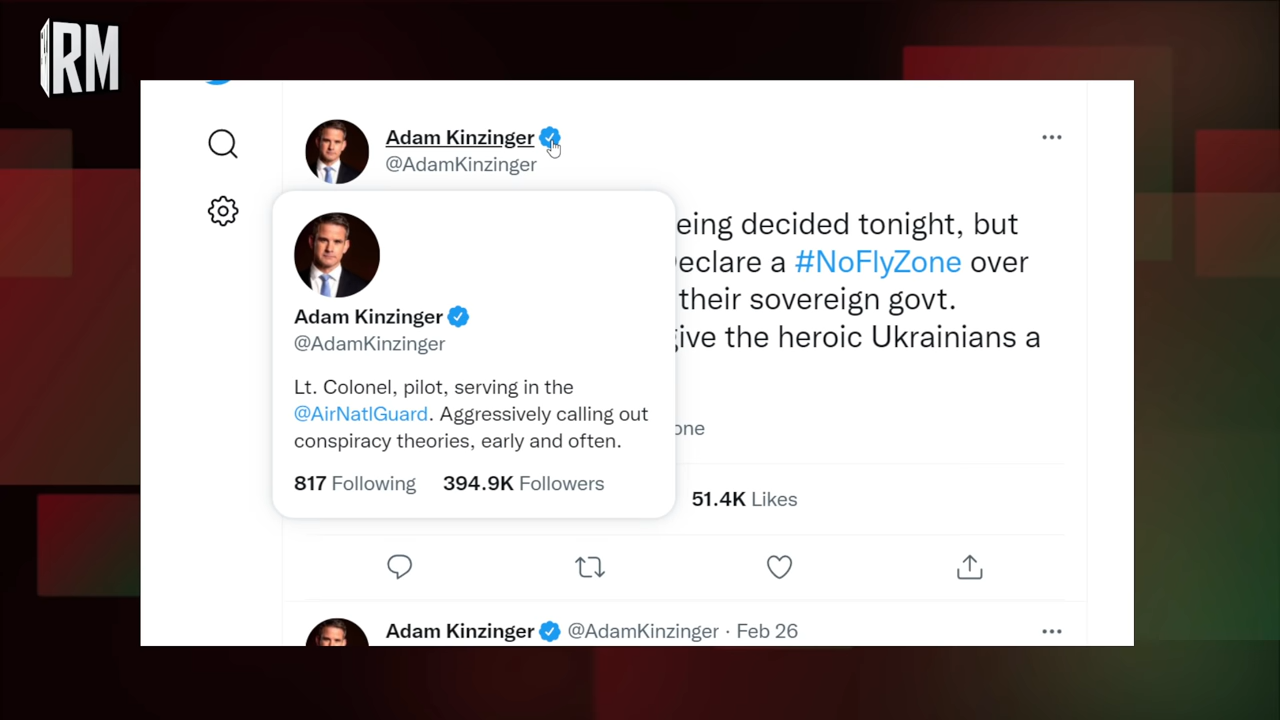 RM
Adam Kinzinger
@AdamKinzinger
eing decided tonight, but
eclare a #NoFlyZone over
their sovereign govt.
give the heroic Ukrainians a
one
Adam Kinzinger
@AdamKinzinger
Lt. Colonel, pilot, serving in the
@AirNatlGuard. Aggressively calling out
conspiracy theories, early and often.
817 Following 394.9K Followers
51.4K Likes
Adam Kinzinger @AdamKinzinger · Feb 26